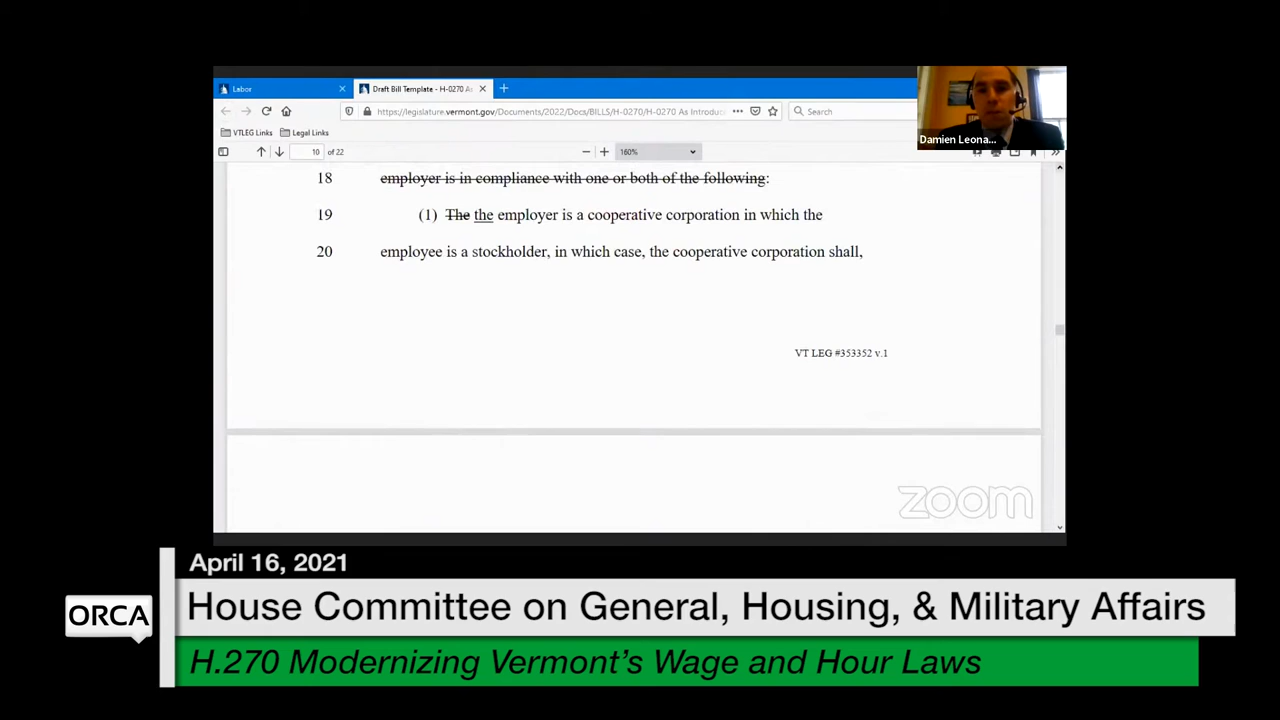 Labor
Draft Bill Template - H-0270 As
https://legislature.vermont.gov/Documents/2022/Docs/BILLS/H-0270/H-0270 As Introduc
Search
VTLEG Links
Legal Links
10 of 22
160%
Damien Leona...
18 employer is in compliance with one or both of the following:
19 (1) The the employer is a cooperative corporation in which the
20 employee is a stockholder, in which case, the cooperative corporation shall,
VT LEG #353352 v.1
zoom
April 16, 2021
ORCA
House Committee on General, Housing, & Military Affairs
H.270 Modernizing Vermont's Wage and Hour Laws